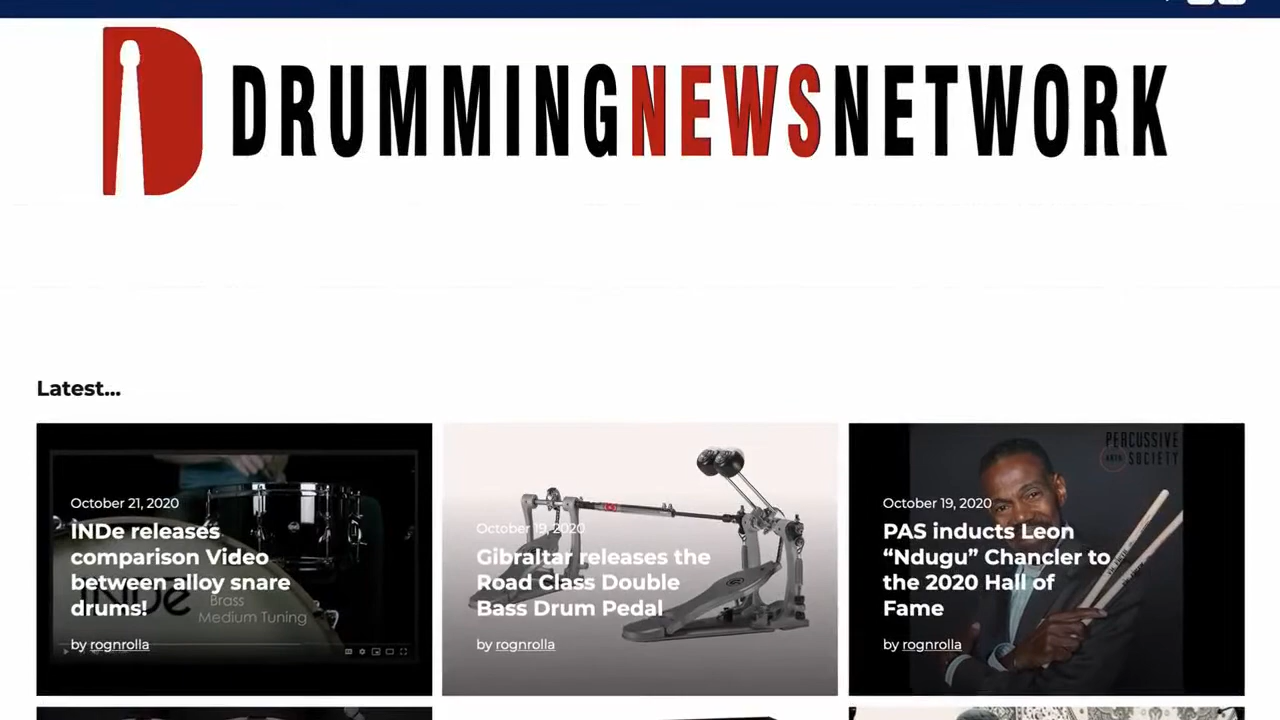 DRUMMINGNEWSNETWORK
Latest...
October 21, 2020
INDe releases
comparison Video
between alloy snare
drums!
INDe
Brass
Medium Tuning
by rognrolla
October 19, 2020
Gibraltar releases the
Road Class Double
Bass Drum Pedal
by rognrolla
PERCUSSIVE
ARTS SOCIETY
October 19, 2020
PAS inducts Leon
“Ndugu” Chancler to
the 2020 Hall of
Fame
by rognrolla